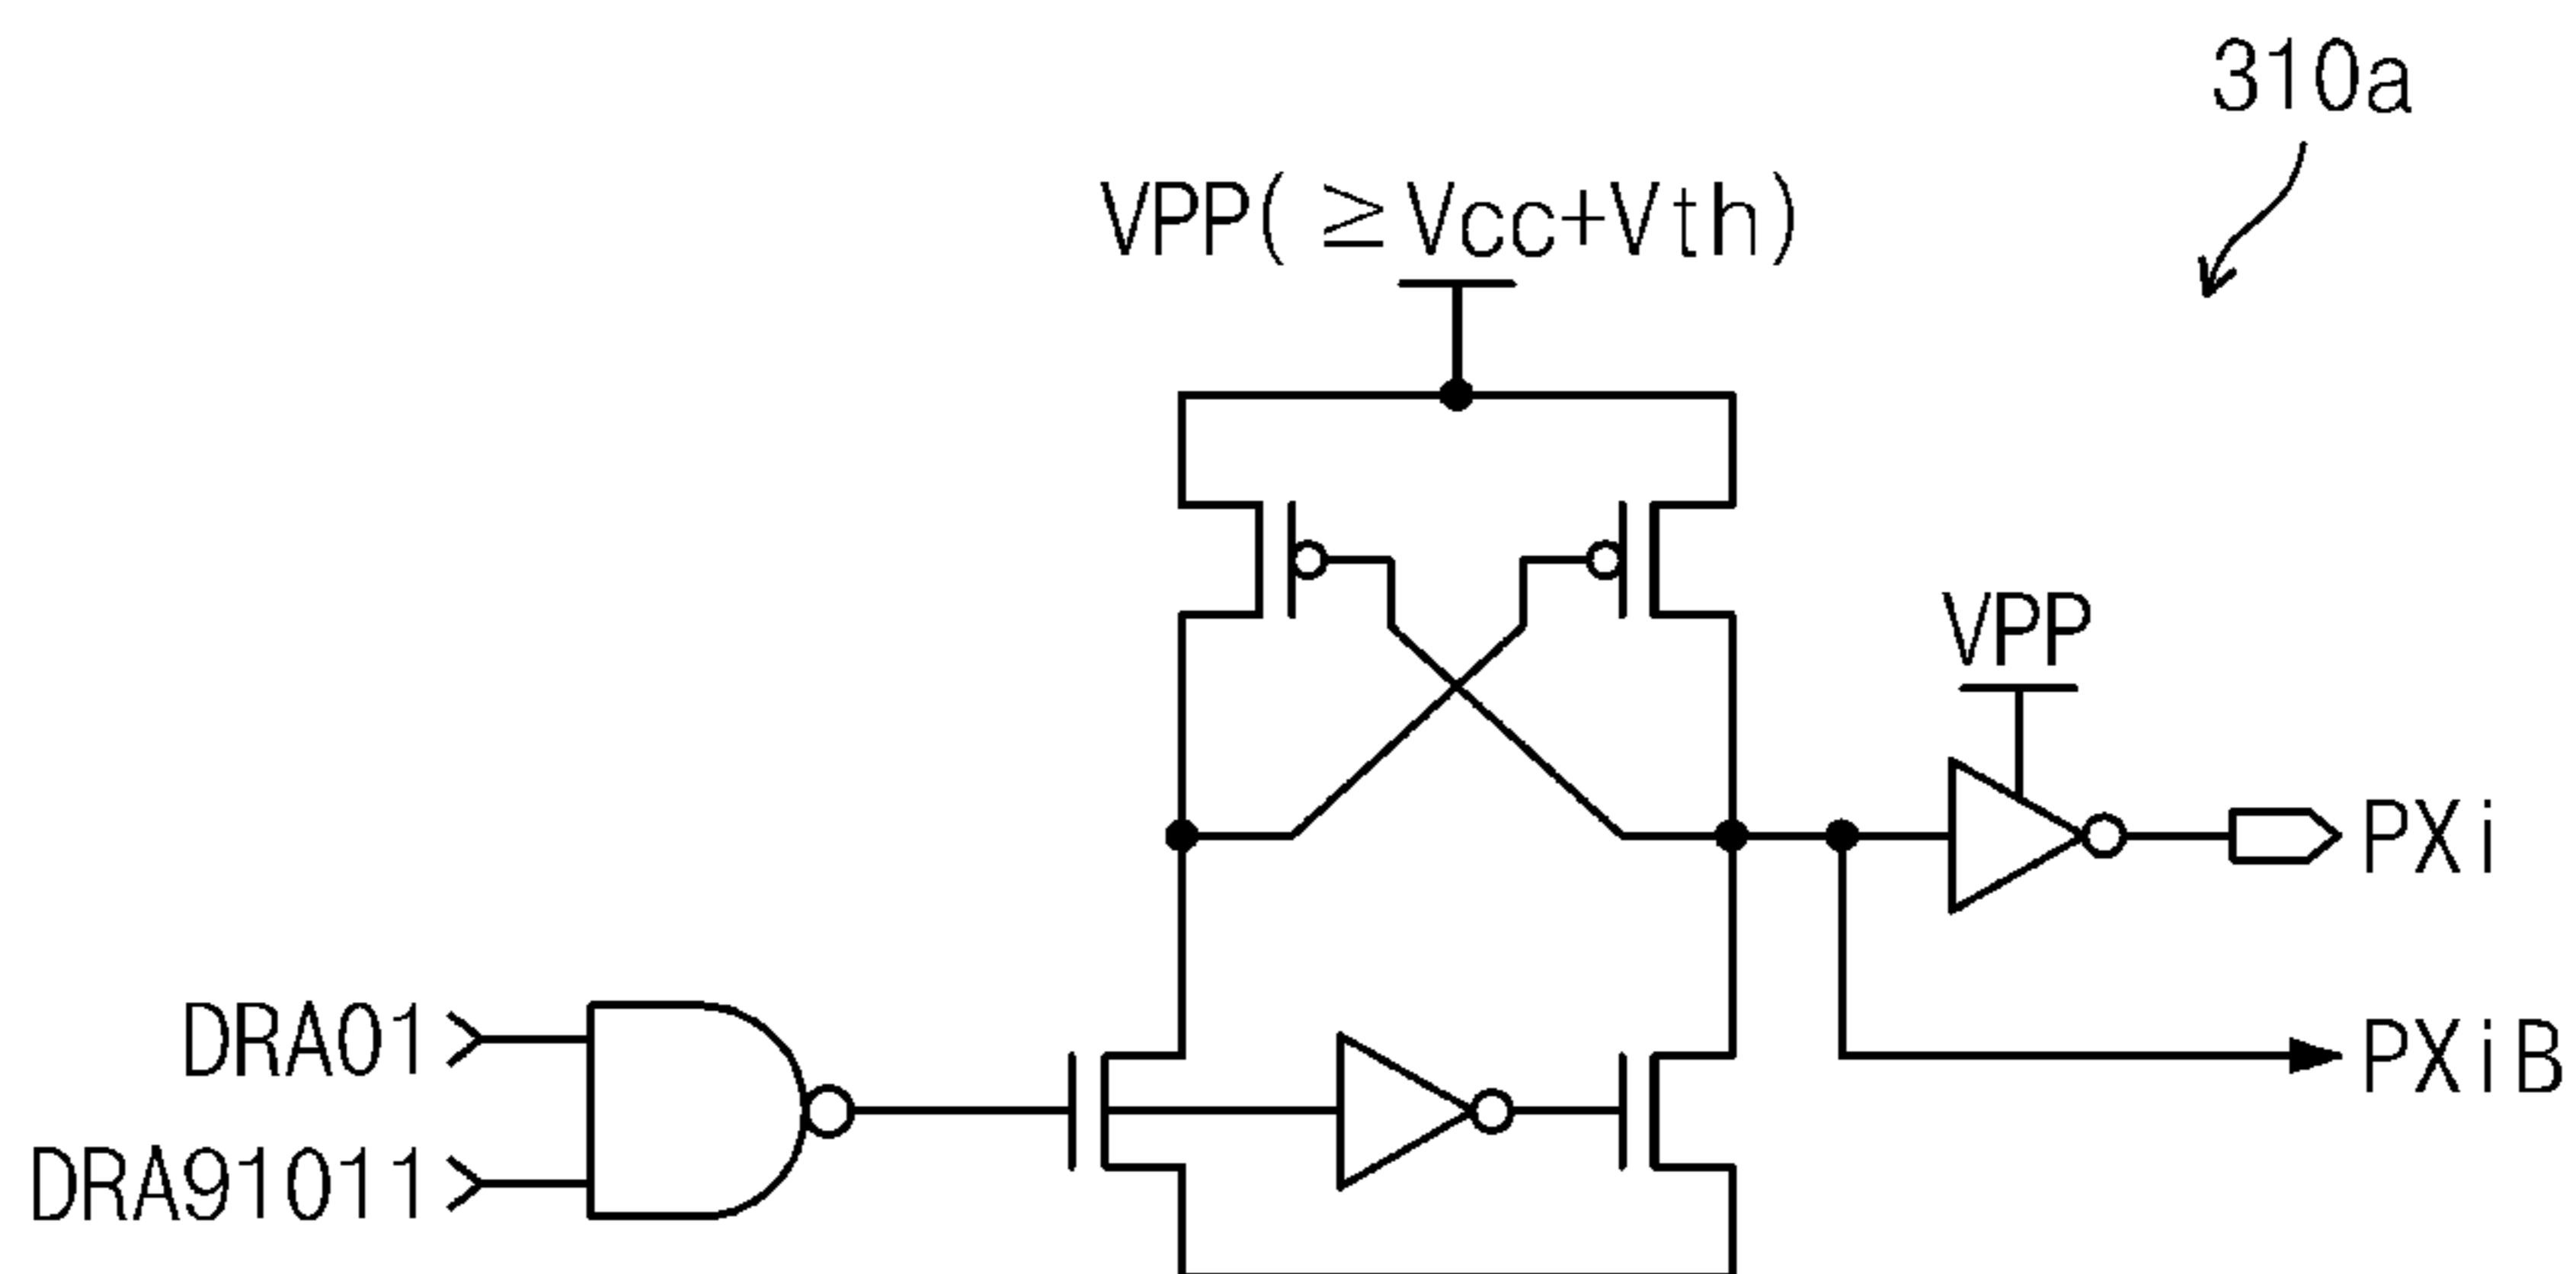 310a
VPP( ≥Vcc+Vth)
VPP
PXi
DRA01
PXiB
DRA91011